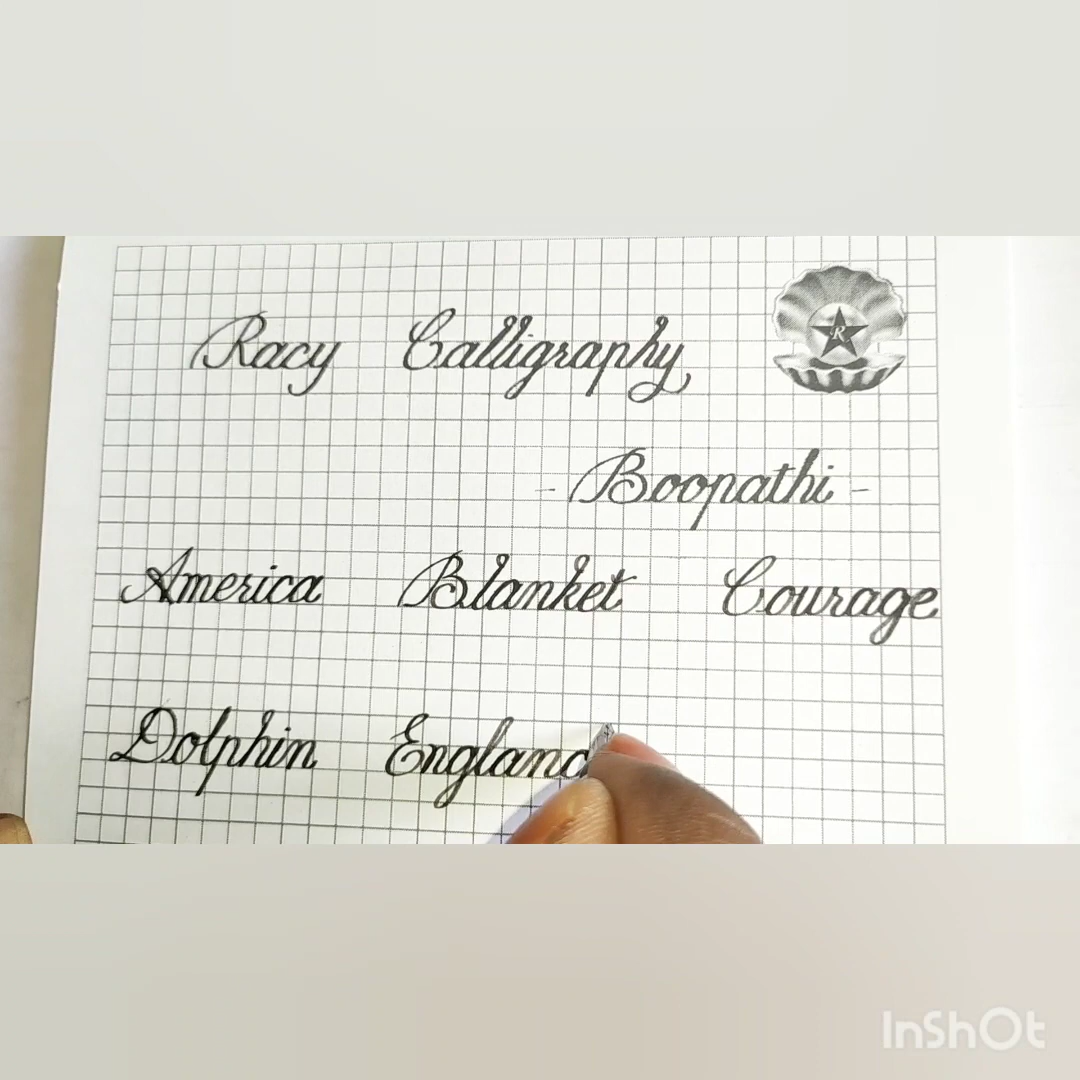 Racy Calligraphy
R
- Boopathi -
America Blanket Courage
Dolphin England
InShOt